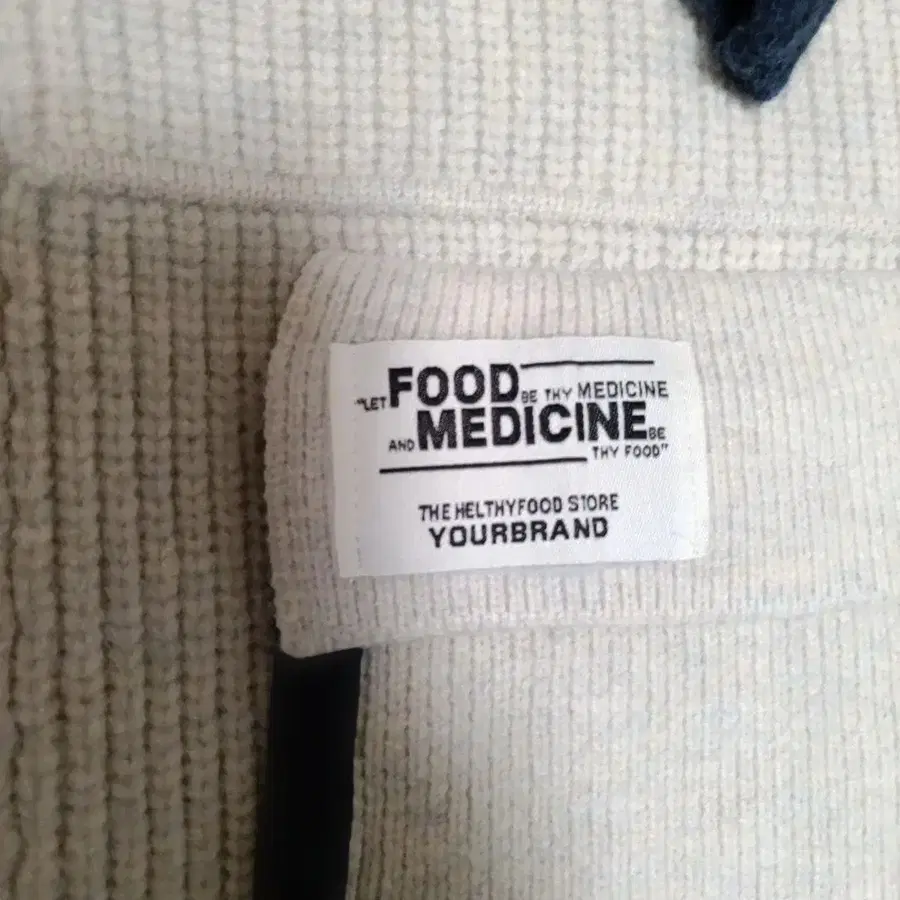 "LET FOOD BE THY MEDICINE
AND MEDICINE BE
THY FOOD"
THE HELTHYFOOD STORE
YOURBRAND